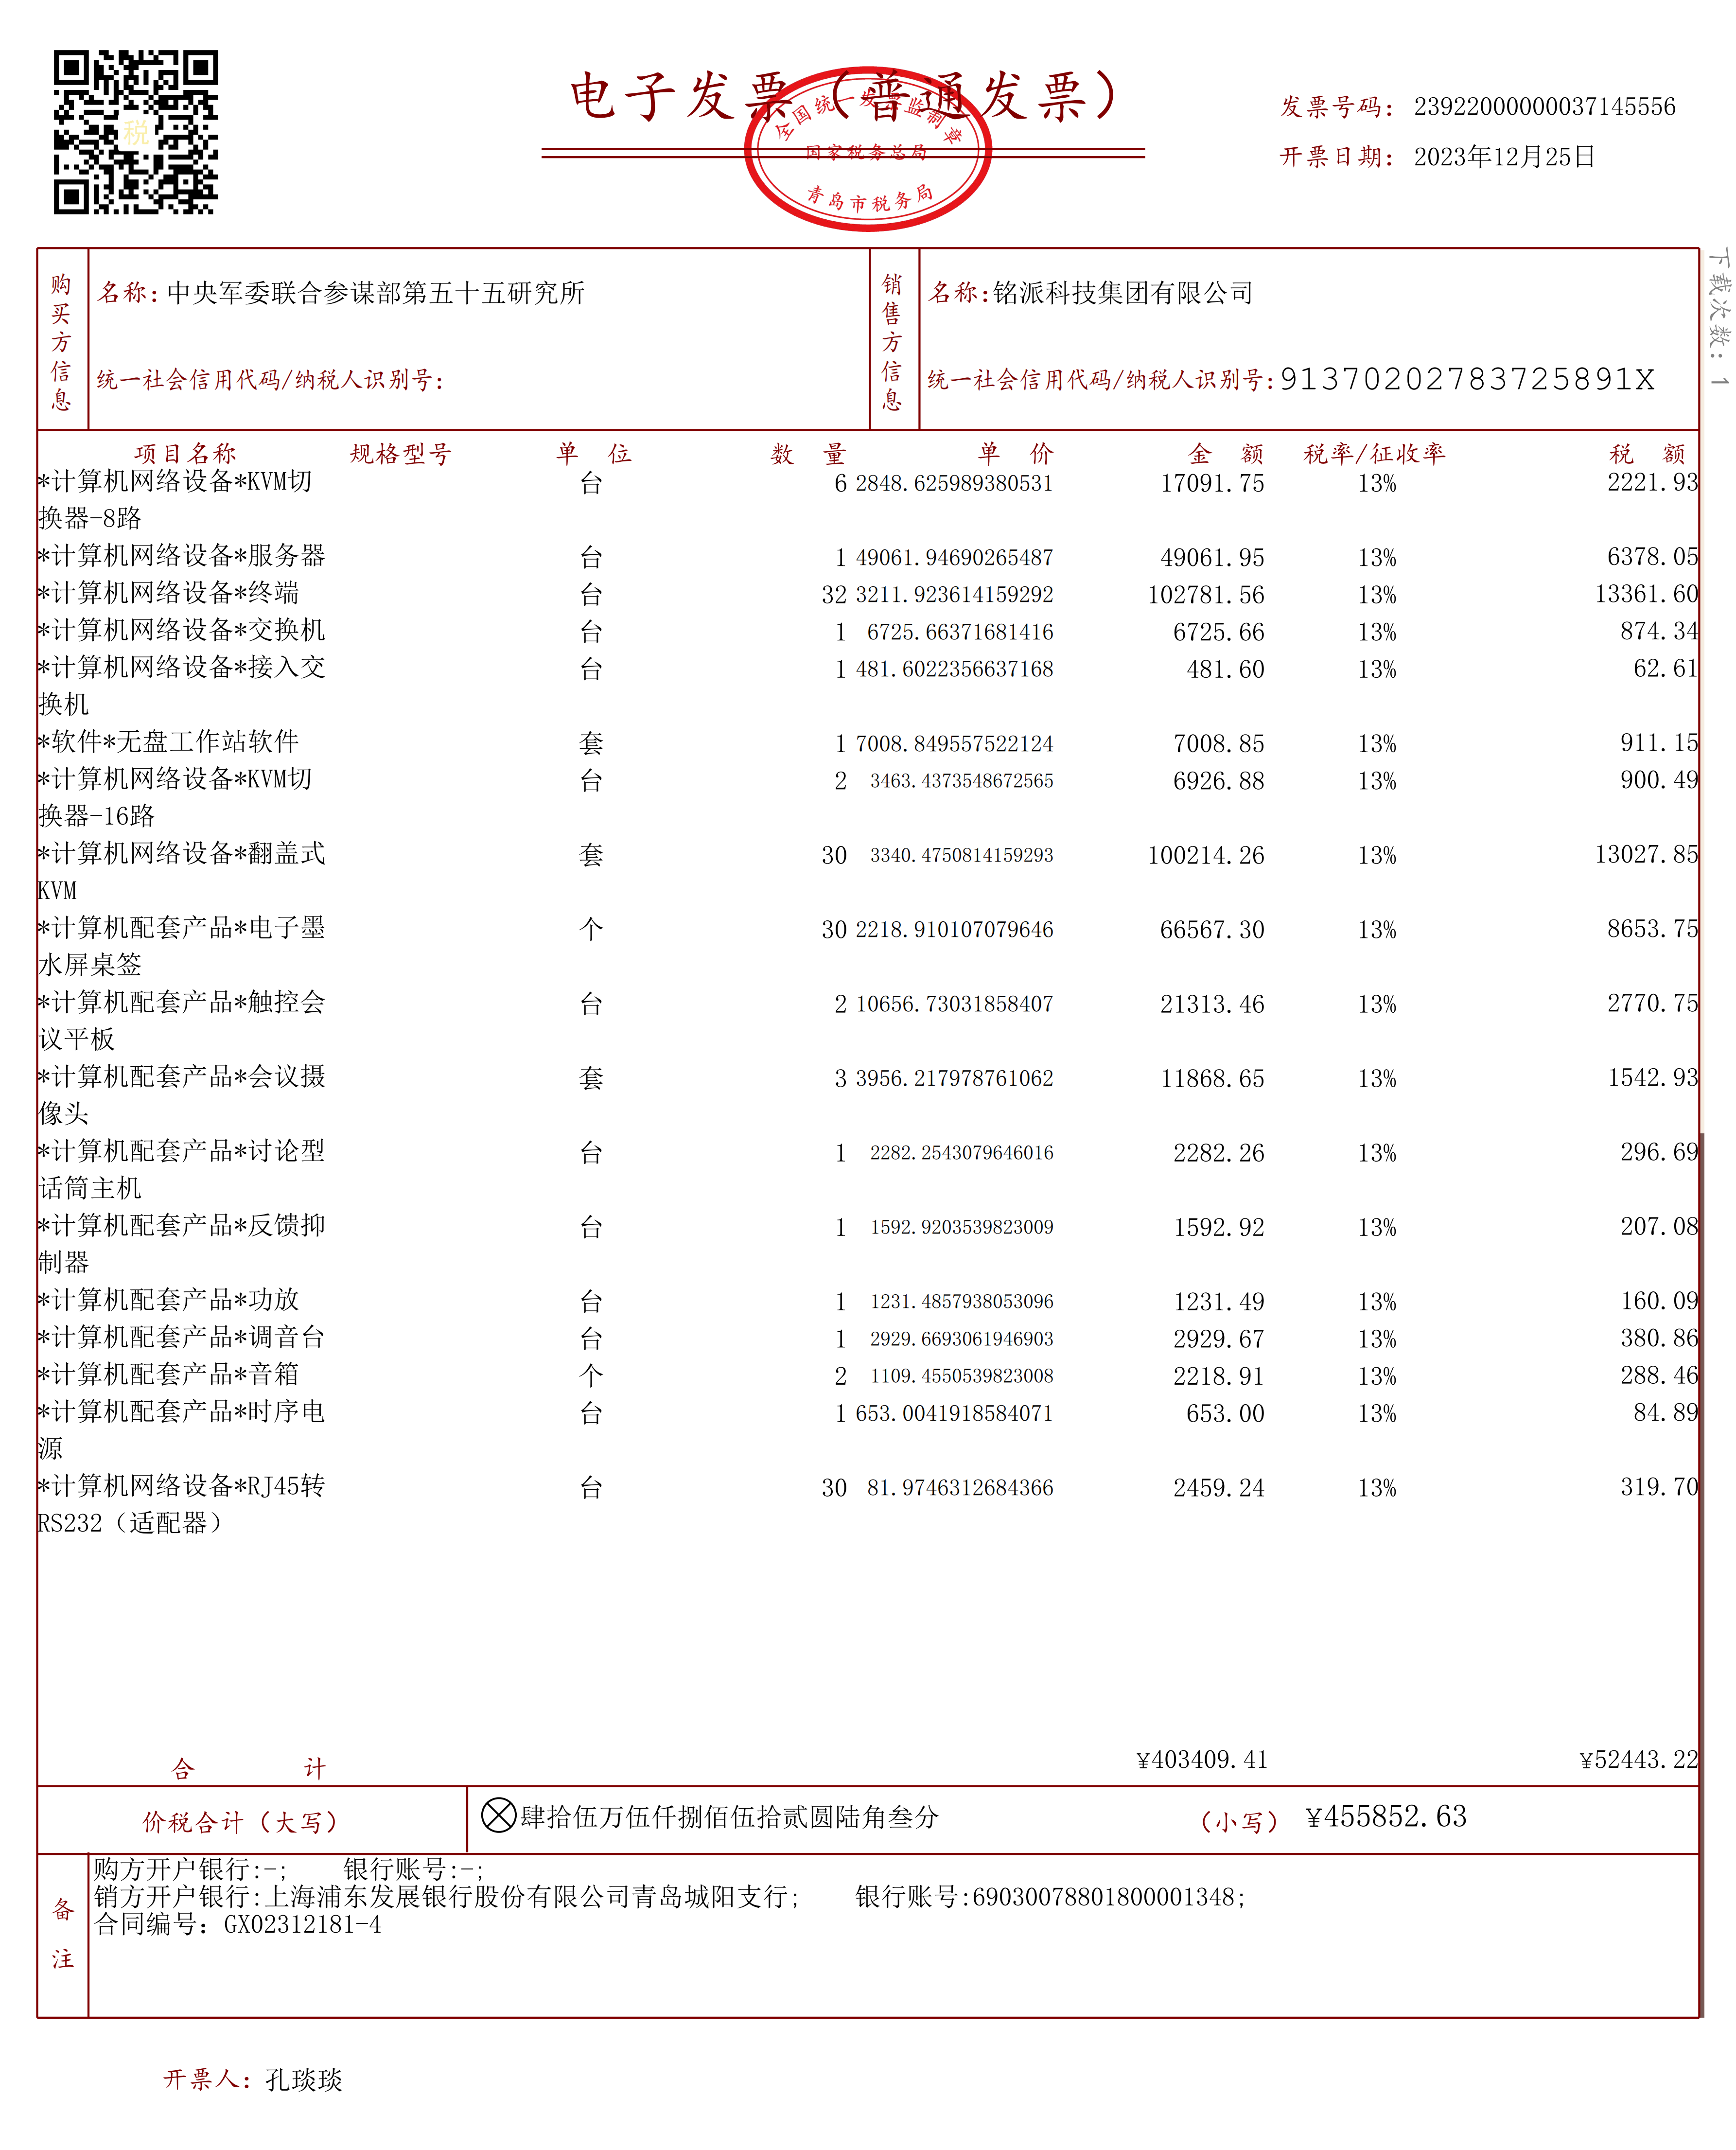 电子发票（普通发票）
全国统一发票监制章
国家税务总局
青岛市税务局
税
发票号码：23922000000037145556
开票日期：2023年12月25日
下载次数：1
购买方信息
名称：中央军委联合参谋部第五十五研究所
统一社会信用代码/纳税人识别号：
销售方信息
名称：铭派科技集团有限公司
统一社会信用代码/纳税人识别号：91370202783725891X
项目名称 规格型号 单位 数量 单价 金额 税率/征收率 税额
*计算机网络设备*KVM切 台 6 2848.625989380531 17091.75 13% 2221.93
换器-8路
*计算机网络设备*服务器 台 1 49061.94690265487 49061.95 13% 6378.05
*计算机网络设备*终端 台 32 3211.923614159292 102781.56 13% 13361.60
*计算机网络设备*交换机 台 1 6725.66371681416 6725.66 13% 874.34
*计算机网络设备*接入交 台 1 481.6022356637168 481.60 13% 62.61
换机
*软件*无盘工作站软件 套 1 7008.849557522124 7008.85 13% 911.15
*计算机网络设备*KVM切 台 2 3463.4373548672565 6926.88 13% 900.49
换器-16路
*计算机网络设备*翻盖式 套 30 3340.4750814159293 100214.26 13% 13027.85
KVM
*计算机配套产品*电子墨 个 30 2218.910107079646 66567.30 13% 8653.75
水屏桌签
*计算机配套产品*触控会 台 2 10656.73031858407 21313.46 13% 2770.75
议平板
*计算机配套产品*会议摄 套 3 3956.217978761062 11868.65 13% 1542.93
像头
*计算机配套产品*讨论型 台 1 2282.2543079646016 2282.26 13% 296.69
话筒主机
*计算机配套产品*反馈抑 台 1 1592.9203539823009 1592.92 13% 207.08
制器
*计算机配套产品*功放 台 1 1231.4857938053096 1231.49 13% 160.09
*计算机配套产品*调音台 台 1 2929.6693061946903 2929.67 13% 380.86
*计算机配套产品*音箱 个 2 1109.4550539823008 2218.91 13% 288.46
*计算机配套产品*时序电 台 1 653.0041918584071 653.00 13% 84.89
源
*计算机网络设备*RJ45转 台 30 81.9746312684366 2459.24 13% 319.70
RS232（适配器）
合计 ¥403409.41 ¥52443.22
价税合计（大写） 肆拾伍万伍仟捌佰伍拾贰圆陆角叁分 （小写） ¥455852.63
备注
购方开户银行:-; 银行账号:-;
销方开户银行:上海浦东发展银行股份有限公司青岛城阳支行; 银行账号:69030078801800001348;
合同编号：GX02312181-4
开票人：孔琰琰